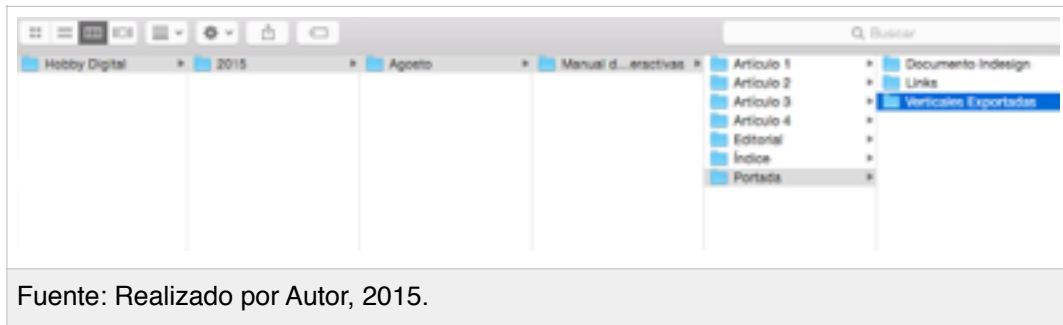 Buscar
Hobby Digital
2015
Agosto
Manual d...eractivas
Artículo 1
Artículo 2
Artículo 3
Artículo 4
Editorial
Índice
Portada
Documento Indesign
Links
Verticales Exportadas
Fuente: Realizado por Autor, 2015.